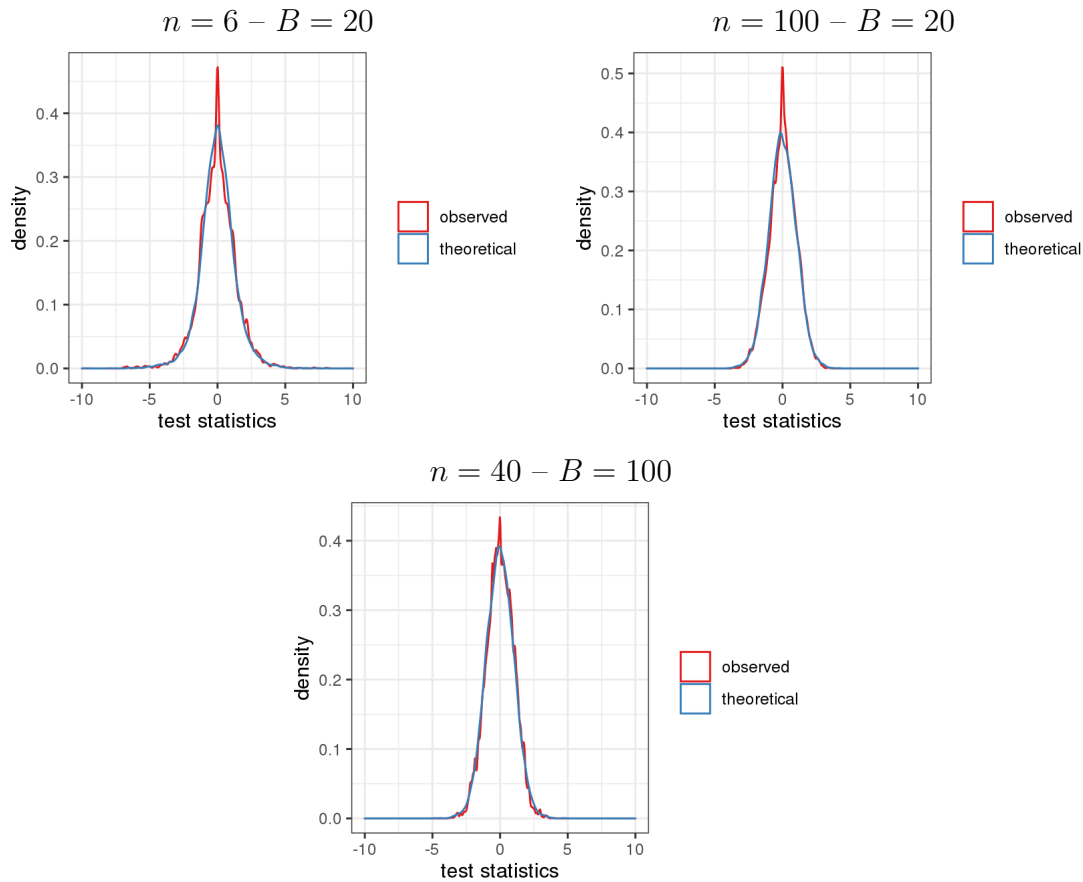 n = 6 – B = 20
density
0.4
0.3
0.2
0.1
0.0
-10 -5 0 5 10
test statistics
observed
theoretical
n = 100 – B = 20
density
0.5
0.4
0.3
0.2
0.1
0.0
-10 -5 0 5 10
test statistics
observed
theoretical
n = 40 – B = 100
density
0.4
0.3
0.2
0.1
0.0
-10 -5 0 5 10
test statistics
observed
theoretical